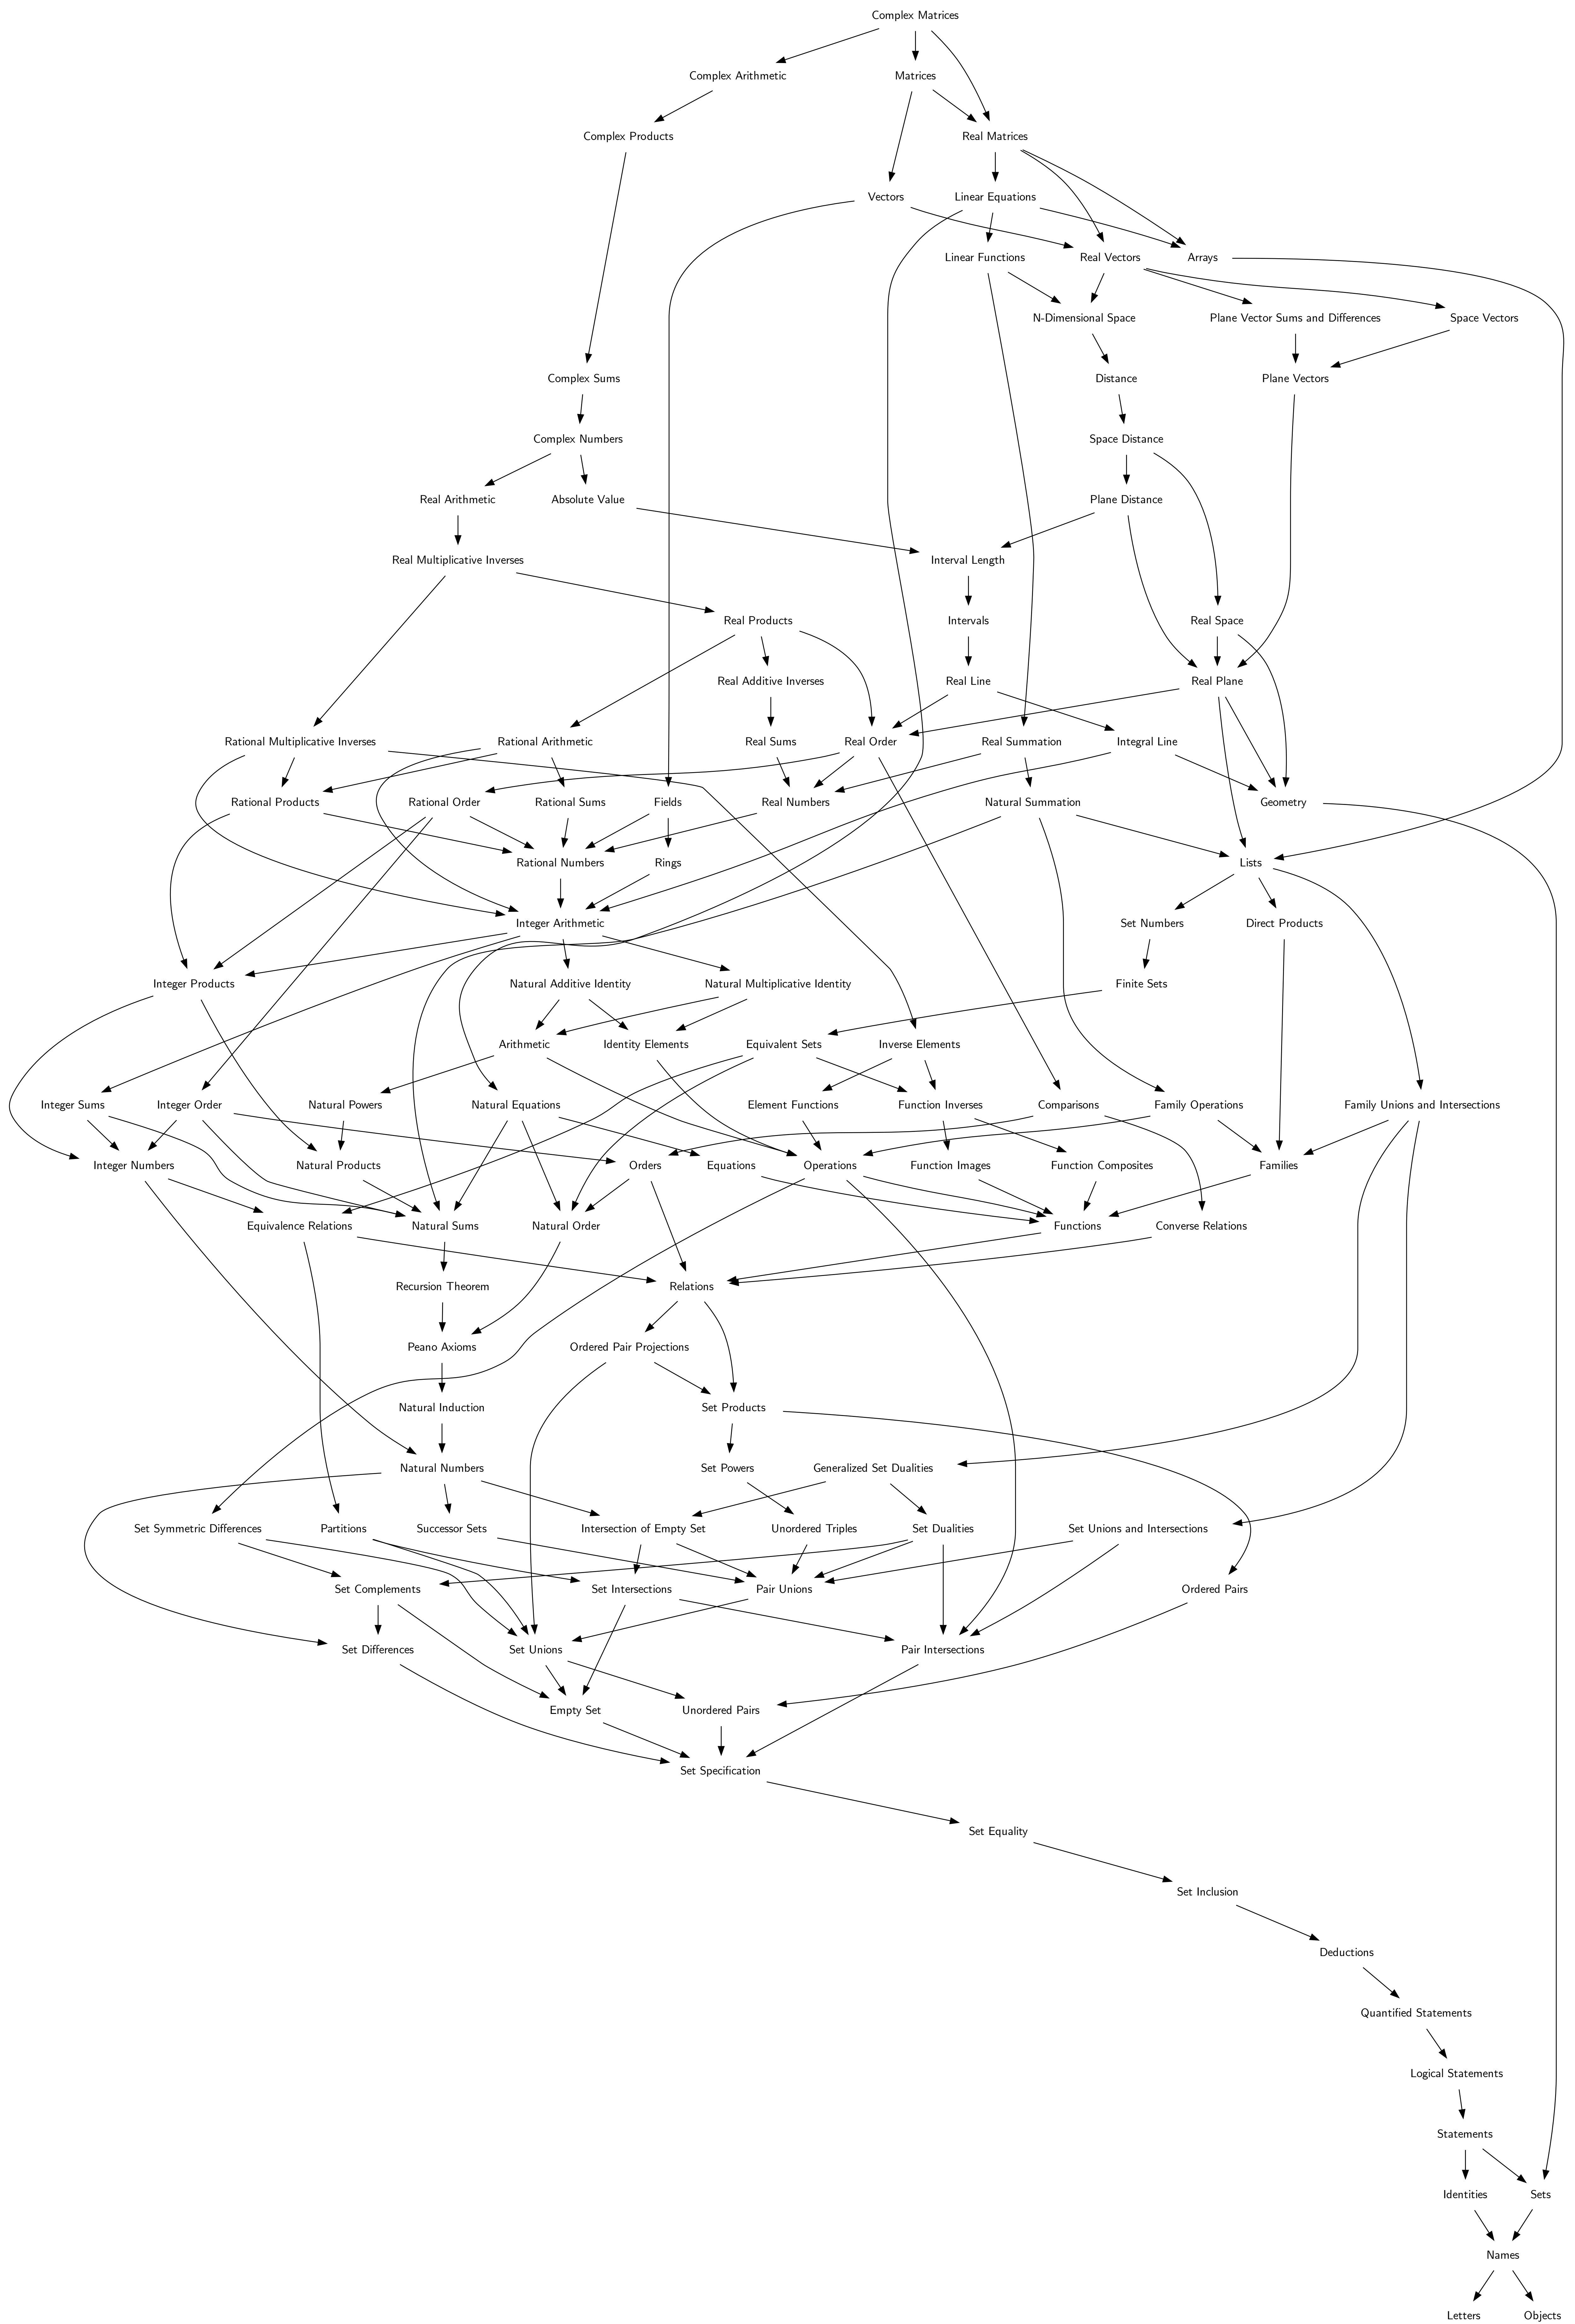 Complex Matrices
Complex Arithmetic
Matrices
Complex Products
Real Matrices
Vectors
Linear Equations
Linear Functions
Real Vectors
Arrays
N-Dimensional Space
Plane Vector Sums and Differences
Space Vectors
Complex Sums
Distance
Plane Vectors
Complex Numbers
Space Distance
Real Arithmetic
Absolute Value
Plane Distance
Real Multiplicative Inverses
Interval Length
Real Products
Intervals
Real Space
Real Additive Inverses
Real Line
Real Plane
Rational Multiplicative Inverses
Rational Arithmetic
Real Sums
Real Order
Real Summation
Integral Line
Rational Products
Rational Order
Rational Sums
Fields
Real Numbers
Natural Summation
Geometry
Rational Numbers
Rings
Lists
Integer Arithmetic
Set Numbers
Direct Products
Integer Products
Natural Additive Identity
Natural Multiplicative Identity
Finite Sets
Arithmetic
Identity Elements
Equivalent Sets
Inverse Elements
Integer Sums
Integer Order
Natural Powers
Natural Equations
Element Functions
Function Inverses
Comparisons
Family Operations
Family Unions and Intersections
Integer Numbers
Natural Products
Orders
Equations
Operations
Function Images
Function Composites
Families
Equivalence Relations
Natural Sums
Natural Order
Functions
Converse Relations
Recursion Theorem
Relations
Peano Axioms
Ordered Pair Projections
Natural Induction
Set Products
Natural Numbers
Set Powers
Generalized Set Dualities
Set Symmetric Differences
Partitions
Successor Sets
Intersection of Empty Set
Unordered Triples
Set Dualities
Set Unions and Intersections
Set Complements
Set Intersections
Pair Unions
Ordered Pairs
Set Differences
Set Unions
Pair Intersections
Empty Set
Unordered Pairs
Set Specification
Set Equality
Set Inclusion
Deductions
Quantified Statements
Logical Statements
Statements
Identities
Sets
Names
Letters
Objects